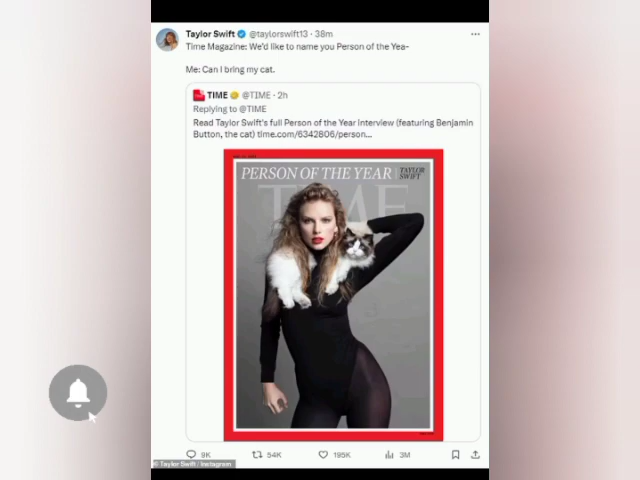 Taylor Swift @taylorswift13 · 38m
Time Magazine: We'd like to name you Person of the Yea-
Me: Can I bring my cat.
TIME @TIME · 2h
Replying to @TIME
Read Taylor Swift's full Person of the Year interview (featuring Benjamin
Button, the cat) time.com/6342806/person...
PERSON OF THE YEAR | TAYLOR
SWIFT
TIME
9K 54K 195K 3M
© Taylor Swift / Instagram